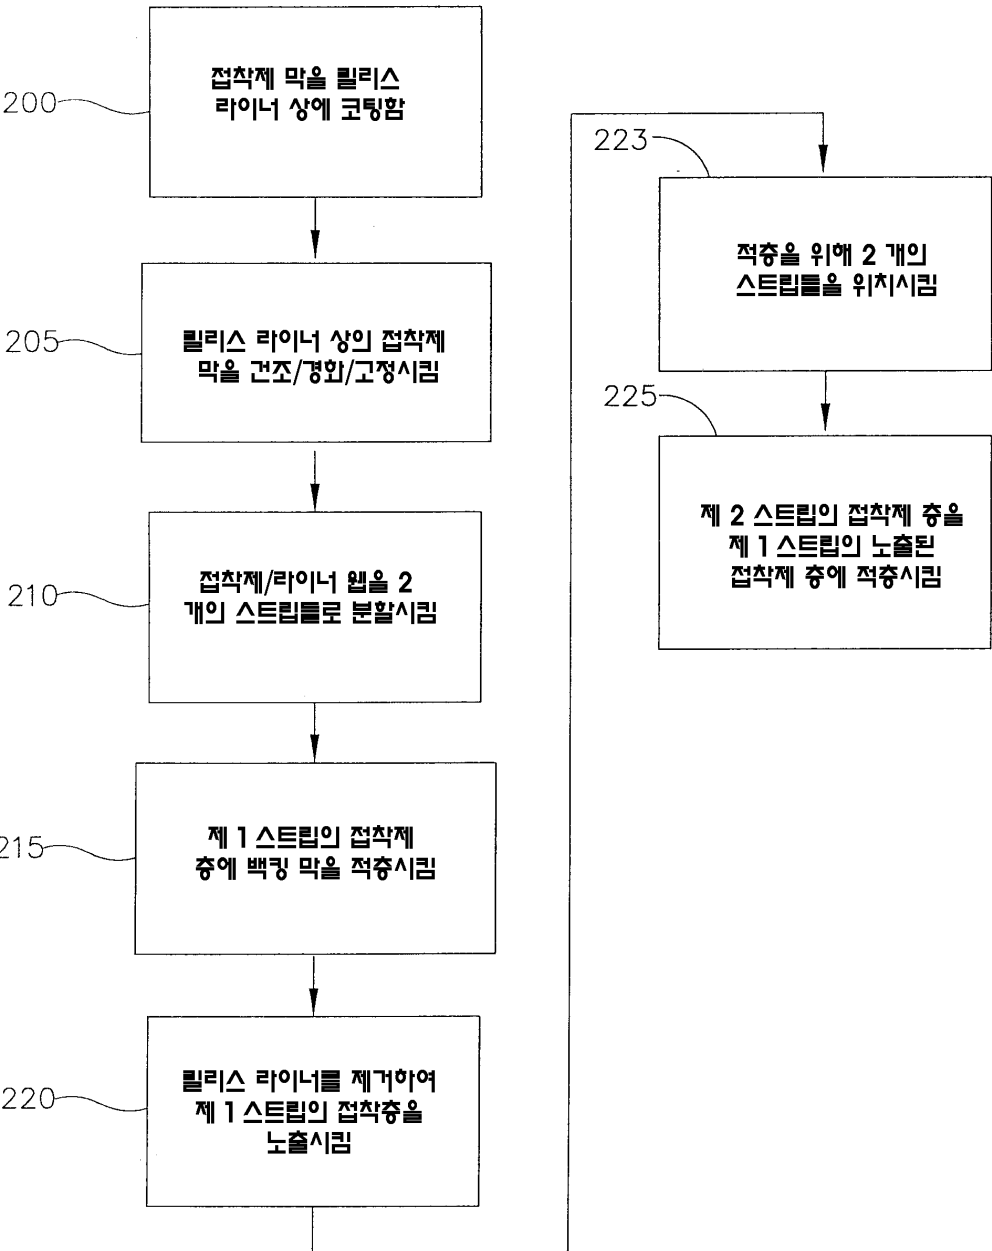 200
접착제 막을 릴리스
라이너 상에 코팅함
205
릴리스 라이너 상의 접착제
막을 건조/경화/고정시킴
210
접착제/라이너 웹을 2
개의 스트립들로 분할시킴
215
제 1 스트립의 접착제
층에 백킹 막을 적층시킴
220
릴리스 라이너를 제거하여
제 1 스트립의 접착층을
노출시킴
223
적층을 위해 2 개의
스트립들을 위치시킴
225
제 2 스트립의 접착제 층을
제 1 스트립의 노출된
접착제 층에 적층시킴